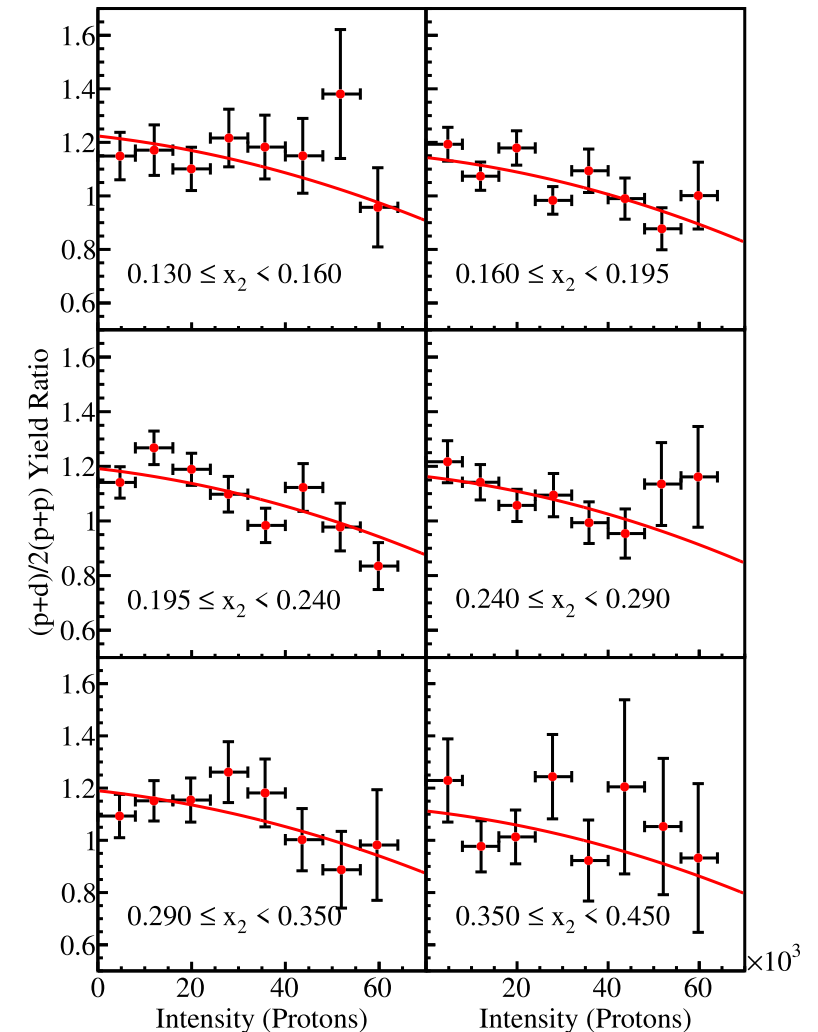 (p+d)/2(p+p) Yield Ratio
1.6
1.4
1.2
1
0.8
0.6
0.130 ≤ x₂ < 0.160
0.160 ≤ x₂ < 0.195
1.6
1.4
1.2
1
0.8
0.6
0.195 ≤ x₂ < 0.240
0.240 ≤ x₂ < 0.290
1.6
1.4
1.2
1
0.8
0.6
0.290 ≤ x₂ < 0.350
0.350 ≤ x₂ < 0.450
×10³
0 20 40 60
20 40 60
Intensity (Protons)
Intensity (Protons)